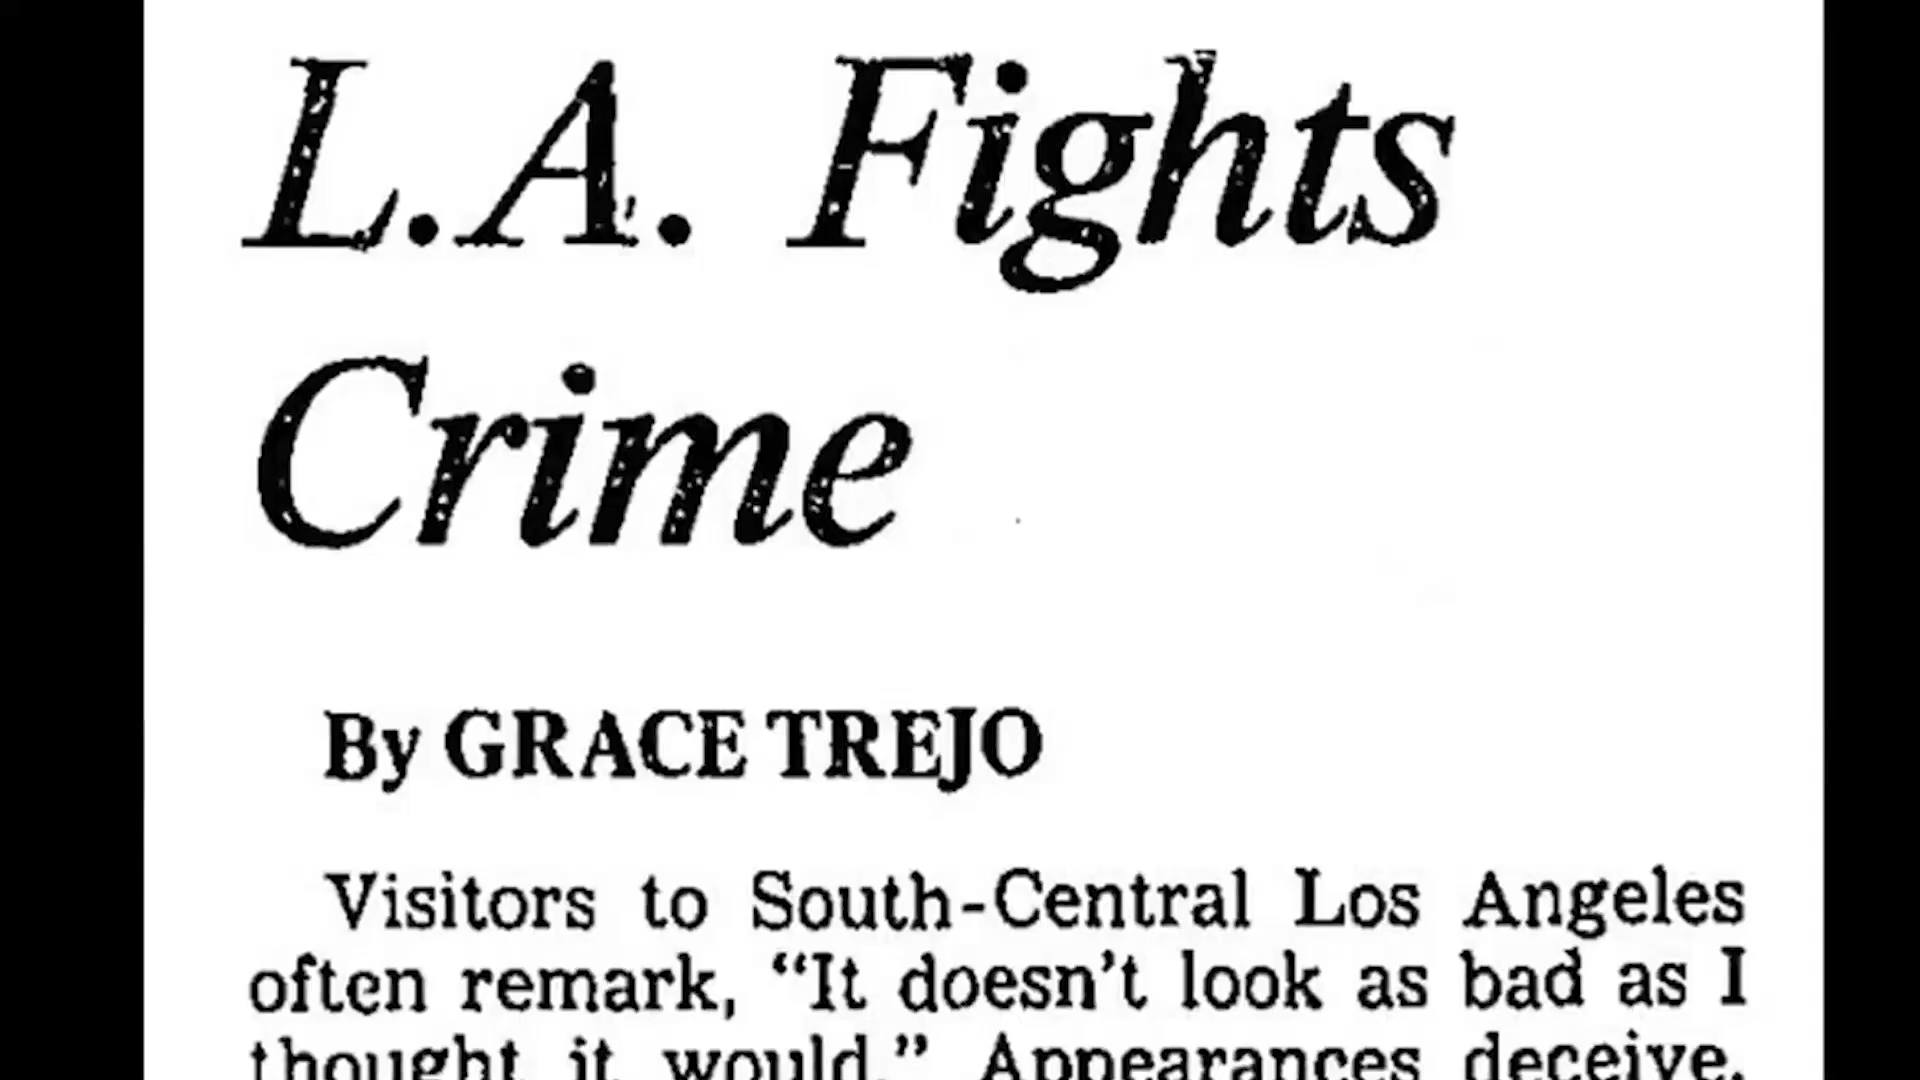 L.A. Fights
Crime
By GRACE TREJO
Visitors to South-Central Los Angeles
often remark, “It doesn’t look as bad as I
thought it would.” Appearances deceive.